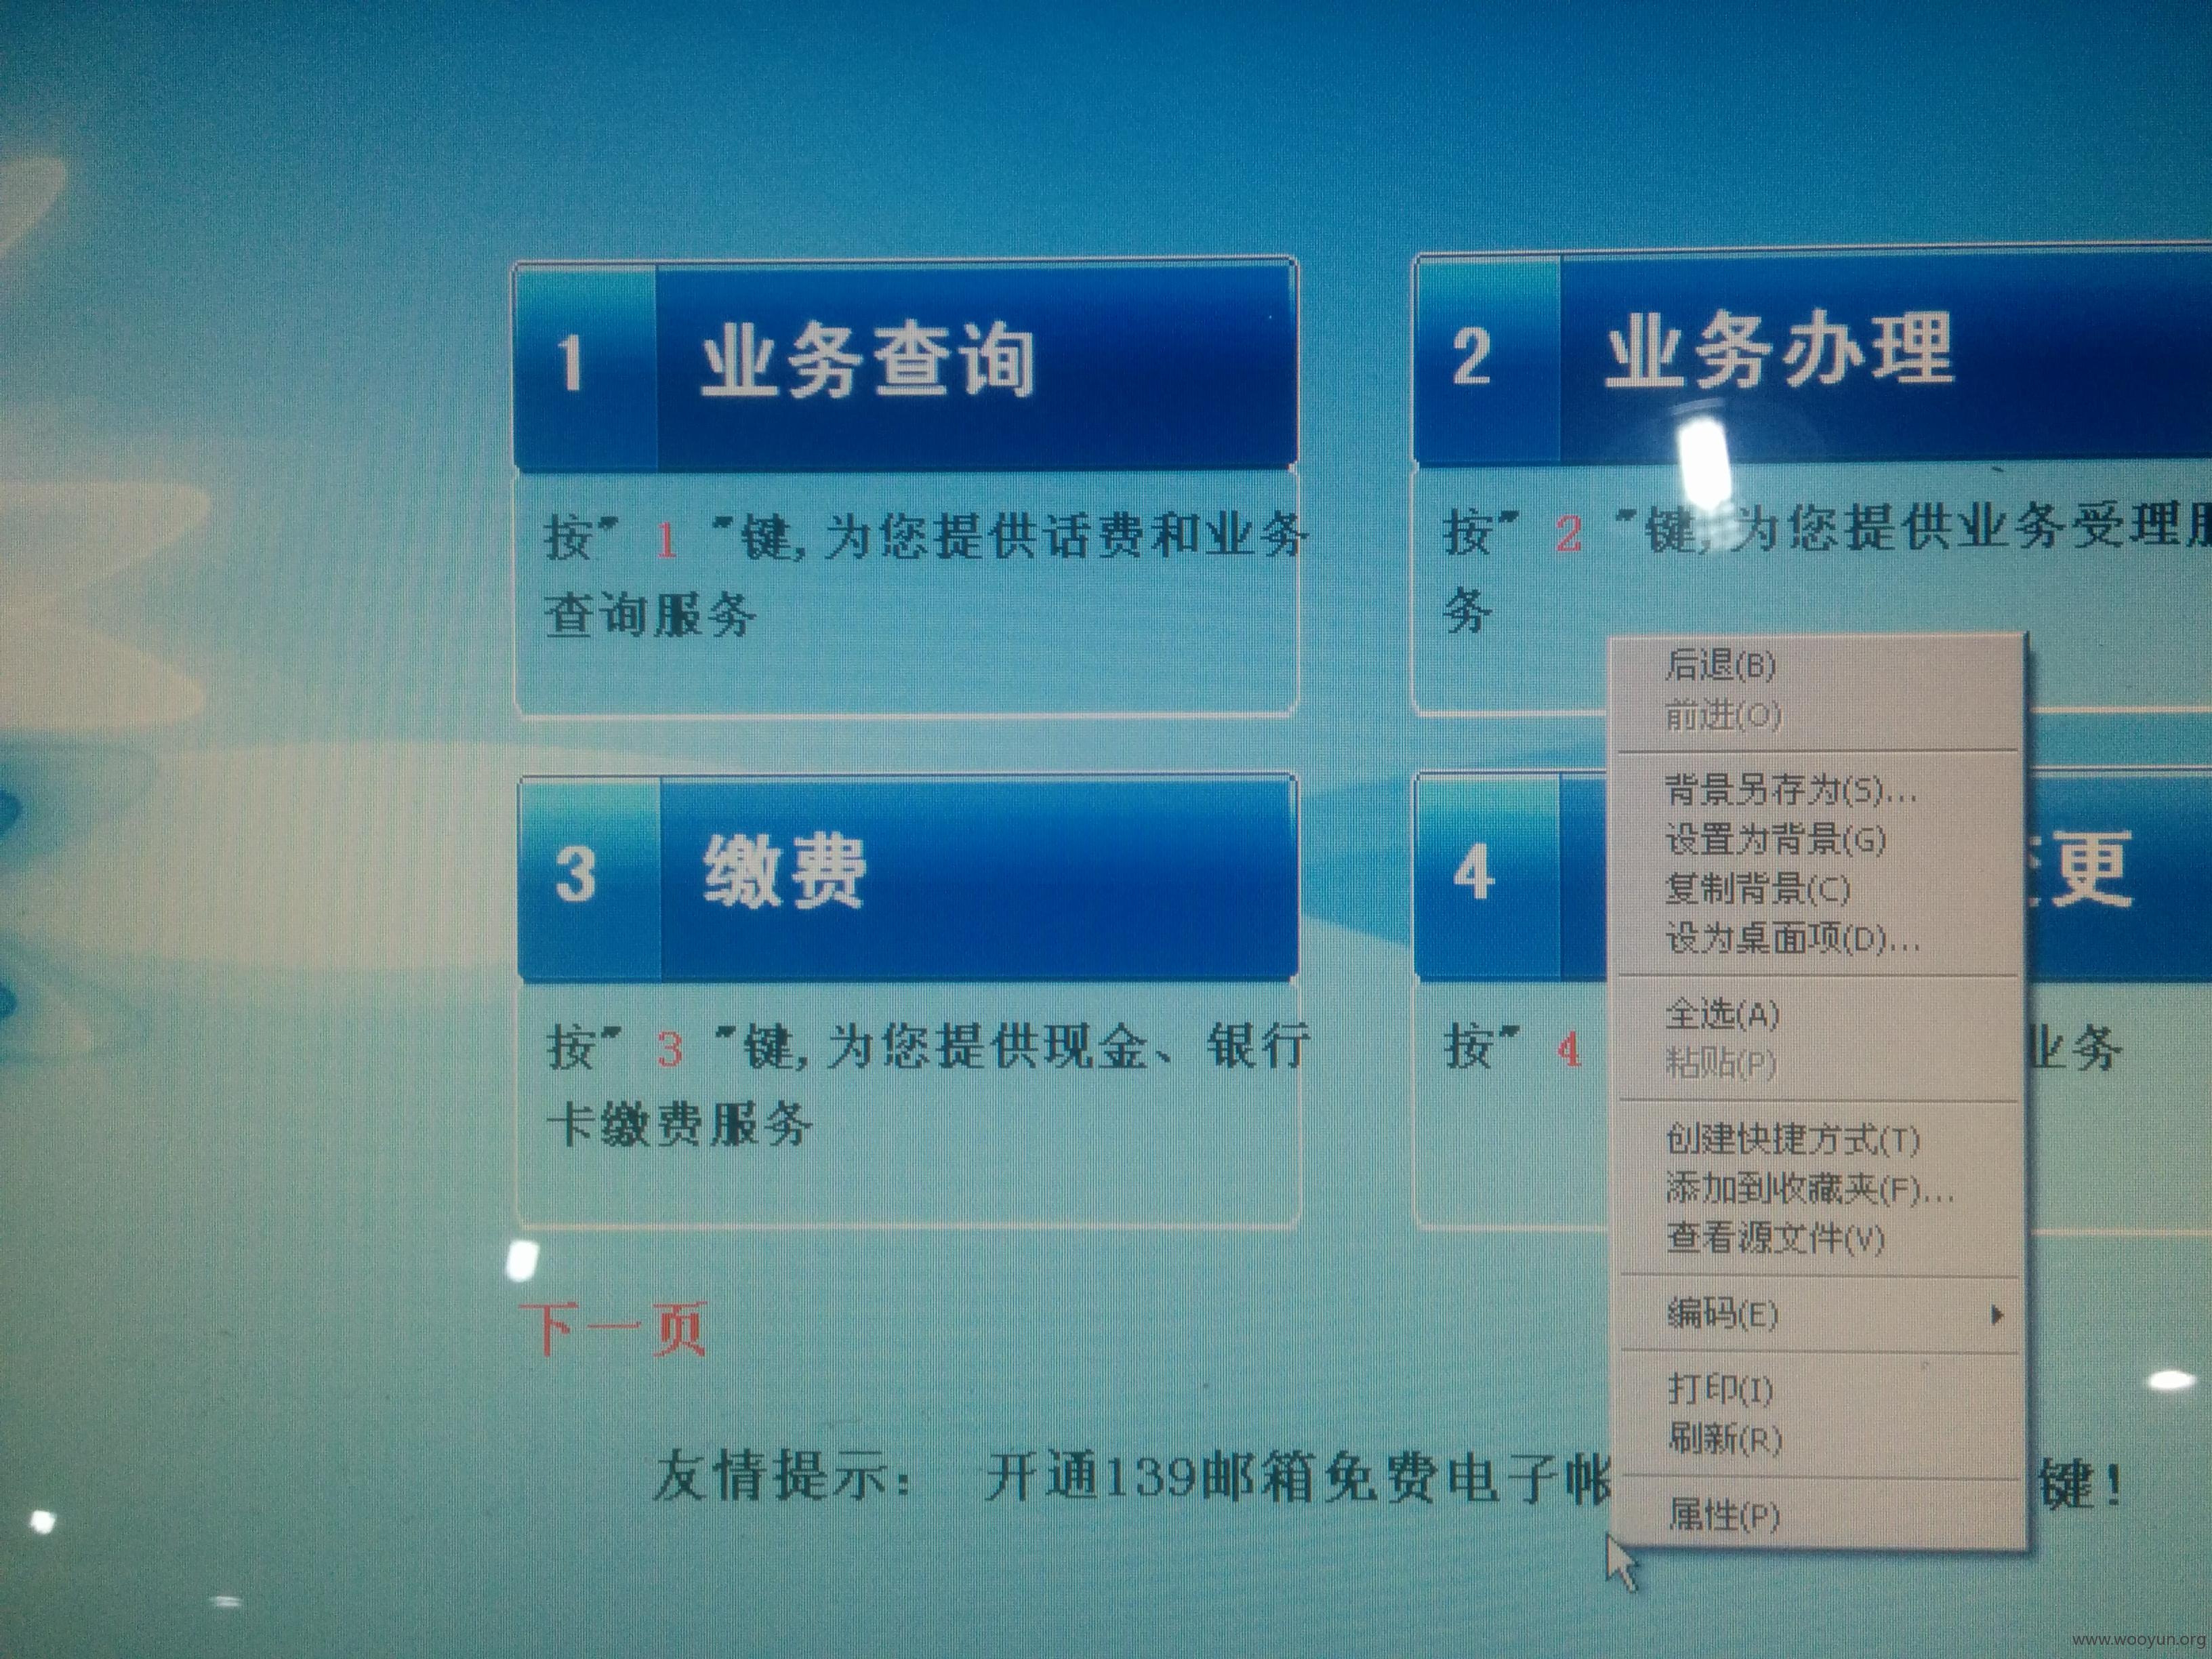 1 业务查询
按" 1 "键,为您提供话费和业务
查询服务
2 业务办理
按" 2 "键,为您提供业务受理服
务
3 缴费
按" 3 "键,为您提供现金、银行
卡缴费服务
4 变更
按" 4 业务
后退(B)
前进(O)
背景另存为(S)...
设置为背景(G)
复制背景(C)
设为桌面项(D)...
全选(A)
粘贴(P)
创建快捷方式(T)
添加到收藏夹(F)...
查看源文件(V)
编码(E)
打印(I)
刷新(R)
属性(P)
下一页
友情提示: 开通139邮箱免费电子帐 键!
www.wooyun.org